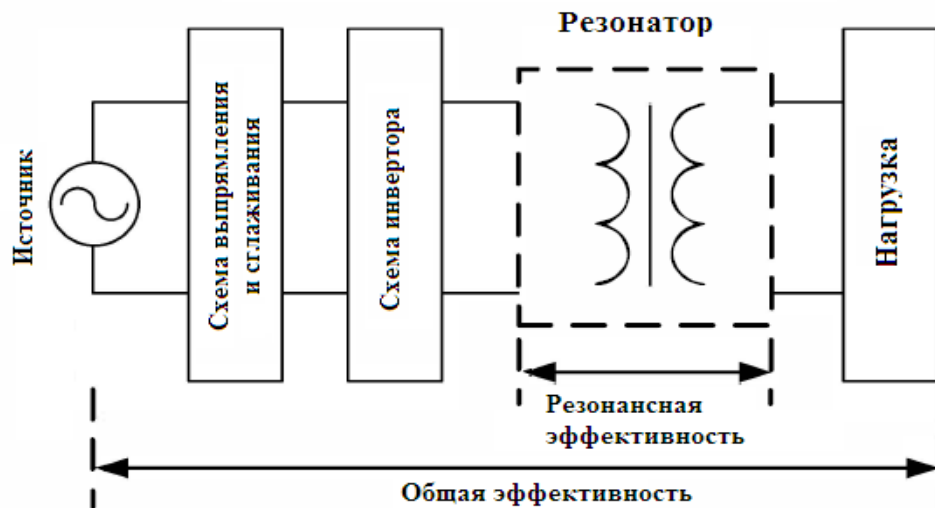 Резонатор
Источник
Схема выпрямления
и сглаживания
Схема инвертора
Нагрузка
Резонансная
эффективность
Общая эффективность